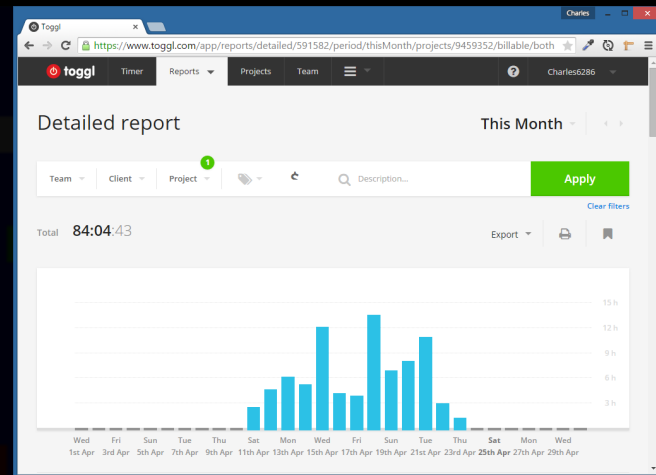 Charles
Toggl
https://www.toggl.com/app/reports/detailed/591582/period/thisMonth/projects/9459352/billable/both
toggl Timer Reports Projects Team Charles6286
Detailed report This Month
1
Team Client Project Description... Apply
Clear filters
Total 84:04:43 Export
15 h
12 h
9 h
6 h
3 h
Wed Fri Sun Tue Thu Sat Mon Wed Fri Sun Tue Thu Sat Mon Wed
1st Apr 3rd Apr 5th Apr 7th Apr 9th Apr 11th Apr 13th Apr 15th Apr 17th Apr 19th Apr 21st Apr 23rd Apr 25th Apr 27th Apr 29th Apr